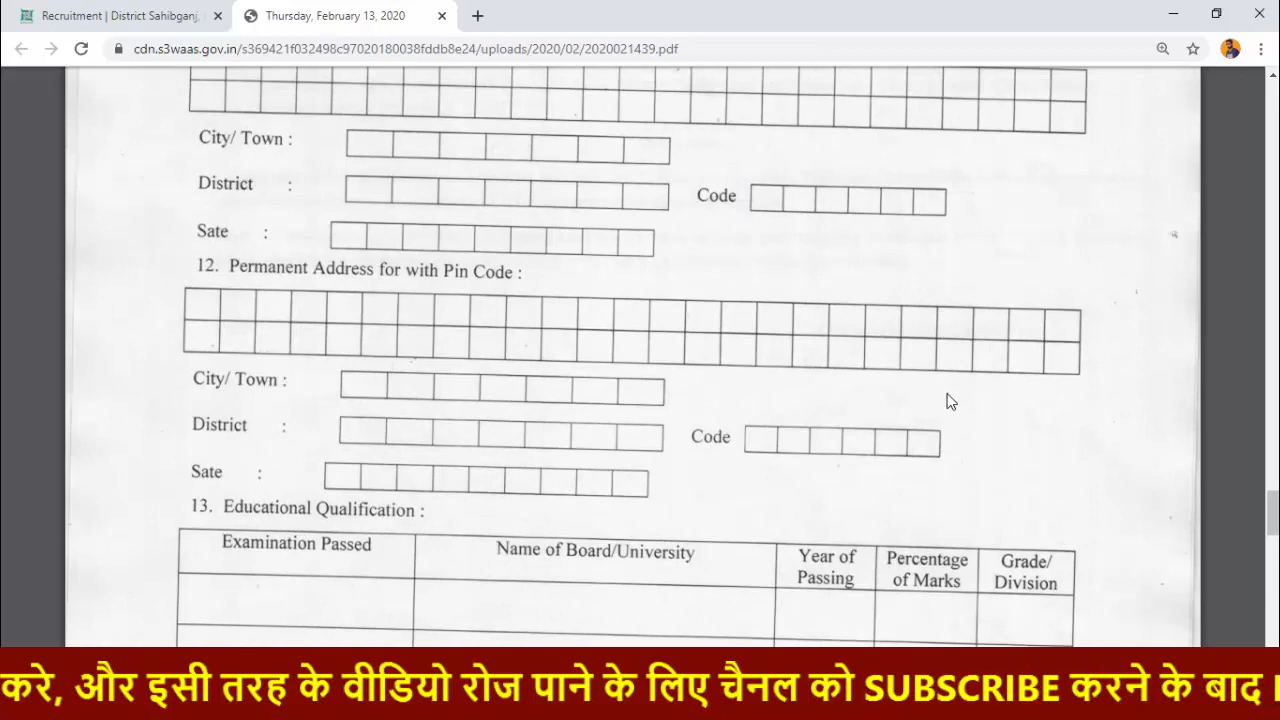 Recruitment | District Sahibganj,
Thursday, February 13, 2020
cdn.s3waas.gov.in/s369421f032498c97020180038fddb8e24/uploads/2020/02/2020021439.pdf
City/ Town :
District :
Code
Sate :
12. Permanent Address for with Pin Code :
City/ Town :
District :
Code
Sate :
13. Educational Qualification :
Examination Passed
Name of Board/University
Year of Passing
Percentage of Marks
Grade/ Division
करे, और इसी तरह के वीडियो रोज पाने के लिए चैनल को SUBSCRIBE करने के बाद